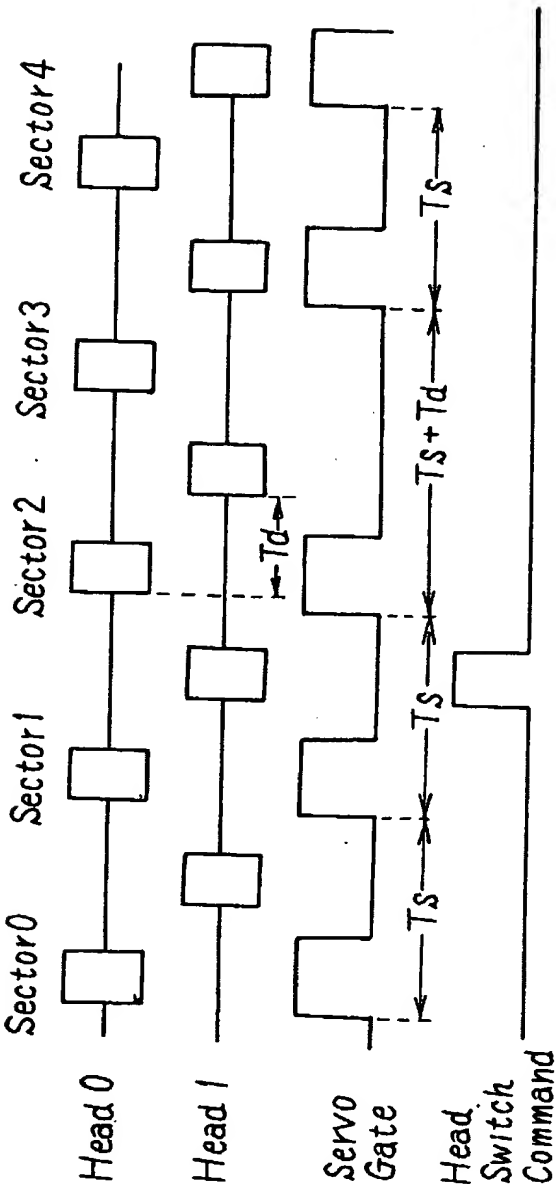 Sector0 Sector1 Sector2 Sector3 Sector4
Head 0
Head 1
Td
Servo
Gate
Ts Ts Ts+Td Ts
Head
Switch
Command